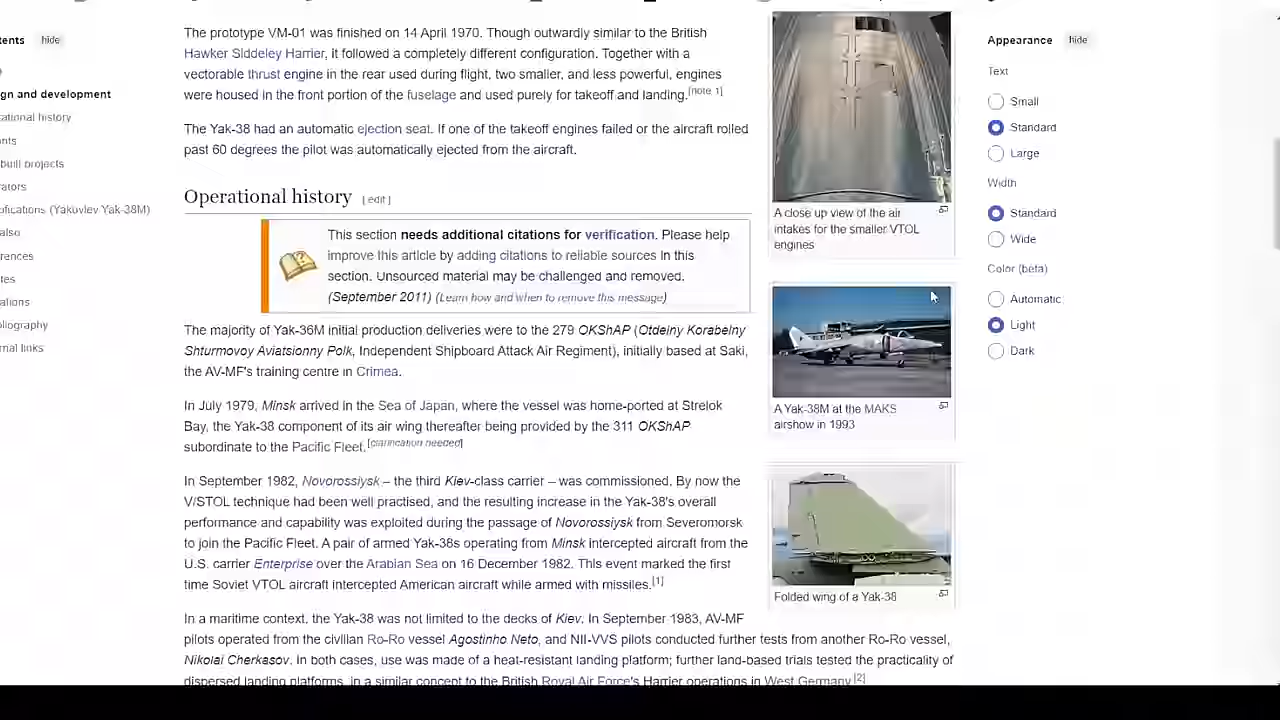 tents hide
gn and development
ational history
nts
built projects
rators
ifications (Yakovlev Yak-38M)
also
rences
tes
ations
liography
rnal links
The prototype VM-01 was finished on 14 April 1970. Though outwardly similar to the British
Hawker Siddeley Harrier, it followed a completely different configuration. Together with a
vectorable thrust engine in the rear used during flight, two smaller, and less powerful, engines
were housed in the front portion of the fuselage and used purely for takeoff and landing.[note 1]
The Yak-38 had an automatic ejection seat. If one of the takeoff engines failed or the aircraft rolled
past 60 degrees the pilot was automatically ejected from the aircraft.
Operational history [ edit ]
This section needs additional citations for verification. Please help
improve this article by adding citations to reliable sources in this
section. Unsourced material may be challenged and removed.
(September 2011) (Learn how and when to remove this message)
The majority of Yak-36M initial production deliveries were to the 279 OKShAP (Otdelny Korabelny
Shturmovoy Aviatsionny Polk, Independent Shipboard Attack Air Regiment), initially based at Saki,
the AV-MF's training centre in Crimea.
In July 1979, Minsk arrived in the Sea of Japan, where the vessel was home-ported at Strelok
Bay, the Yak-38 component of its air wing thereafter being provided by the 311 OKShAP
subordinate to the Pacific Fleet.[clarification needed]
In September 1982, Novorossiysk – the third Kiev-class carrier – was commissioned. By now the
V/STOL technique had been well practised, and the resulting increase in the Yak-38's overall
performance and capability was exploited during the passage of Novorossiysk from Severomorsk
to join the Pacific Fleet. A pair of armed Yak-38s operating from Minsk intercepted aircraft from the
U.S. carrier Enterprise over the Arabian Sea on 16 December 1982. This event marked the first
time Soviet VTOL aircraft intercepted American aircraft while armed with missiles.[1]
In a maritime context, the Yak-38 was not limited to the decks of Kiev. In September 1983, AV-MF
pilots operated from the civilian Ro-Ro vessel Agostinho Neto, and NII-VVS pilots conducted further tests from another Ro-Ro vessel,
Nikolai Cherkasov. In both cases, use was made of a heat-resistant landing platform; further land-based trials tested the practicality of
dispersed landing platforms, in a similar concept to the British Royal Air Force's Harrier operations in West Germany.[2]
A close up view of the air
intakes for the smaller VTOL
engines
A Yak-38M at the MAKS
airshow in 1993
Folded wing of a Yak-38
Appearance hide
Text
Small
Standard
Large
Width
Standard
Wide
Color (beta)
Automatic
Light
Dark